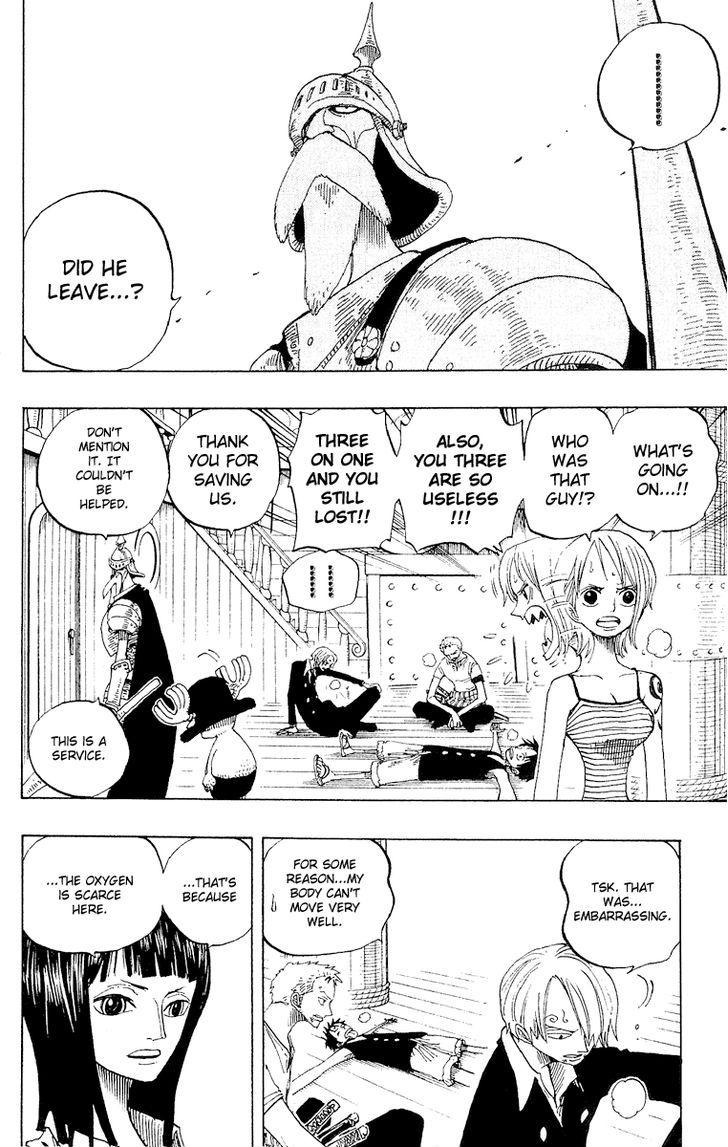 DID HE
LEAVE...?
WHAT'S
GOING
ON...!!
WHO
WAS
THAT
GUY!?
ALSO,
YOU THREE
ARE SO
USELESS
!!!
THREE
ON ONE
AND YOU
STILL
LOST!!
THANK
YOU FOR
SAVING
US.
DON'T
MENTION
IT. IT
COULDN'T
BE
HELPED.
THIS IS A
SERVICE.
TSK. THAT
WAS...
EMBARRASSING.
FOR SOME
REASON...MY
BODY CAN'T
MOVE VERY
WELL.
...THAT'S
BECAUSE
...THE OXYGEN
IS SCARCE
HERE.